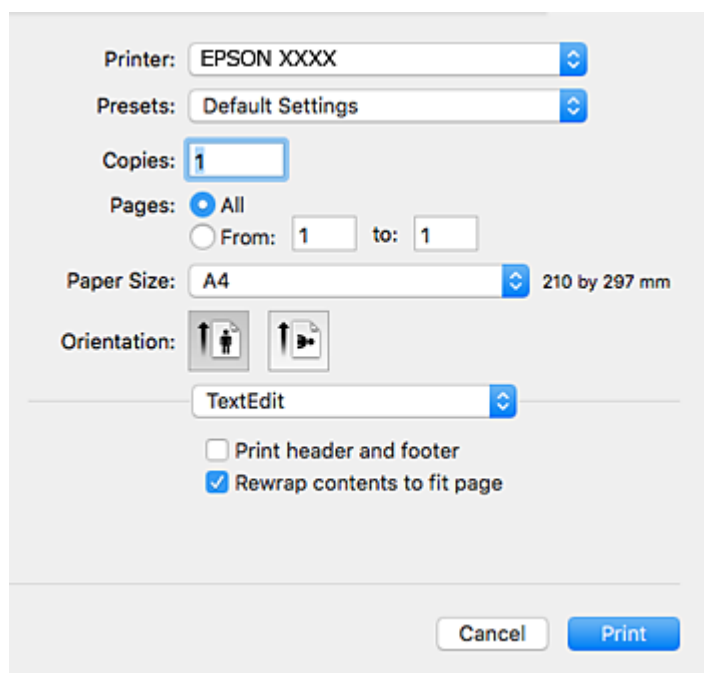 Printer: EPSON XXXX
Presets: Default Settings
Copies: 1
Pages: All
From: 1 to: 1
Paper Size: A4 210 by 297 mm
Orientation:
TextEdit
Print header and footer
Rewrap contents to fit page
Cancel Print